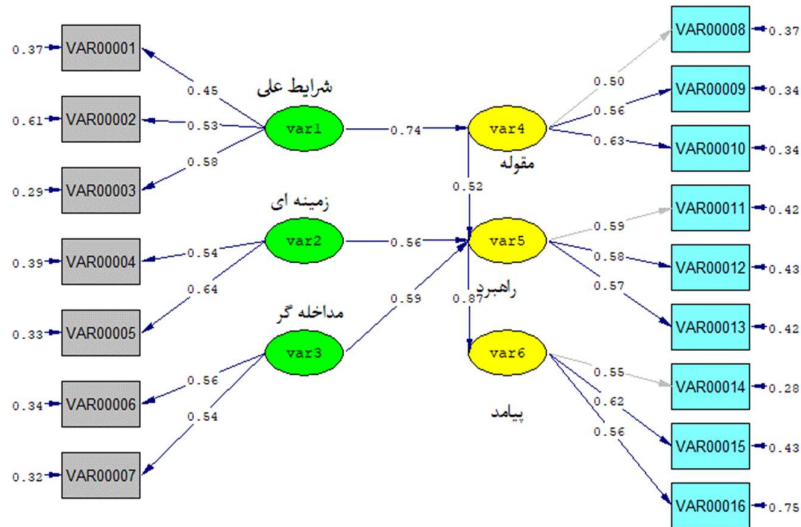 0.37
VAR00001
0.61
VAR00002
0.29
VAR00003
0.39
VAR00004
0.33
VAR00005
0.34
VAR00006
0.32
VAR00007
0.45
0.53
0.58
0.54
0.64
0.56
0.54
شرایط علی
var1
زمینه ای
var2
مداخله گر
var3
0.74
0.56
0.59
var4
مقوله
0.52
var5
راهبرد
0.87
var6
پیامد
0.50
0.56
0.63
0.59
0.58
0.57
0.55
0.62
0.56
VAR00008
0.37
VAR00009
0.34
VAR00010
0.34
VAR00011
0.42
VAR00012
0.43
VAR00013
0.42
VAR00014
0.28
VAR00015
0.43
VAR00016
0.75